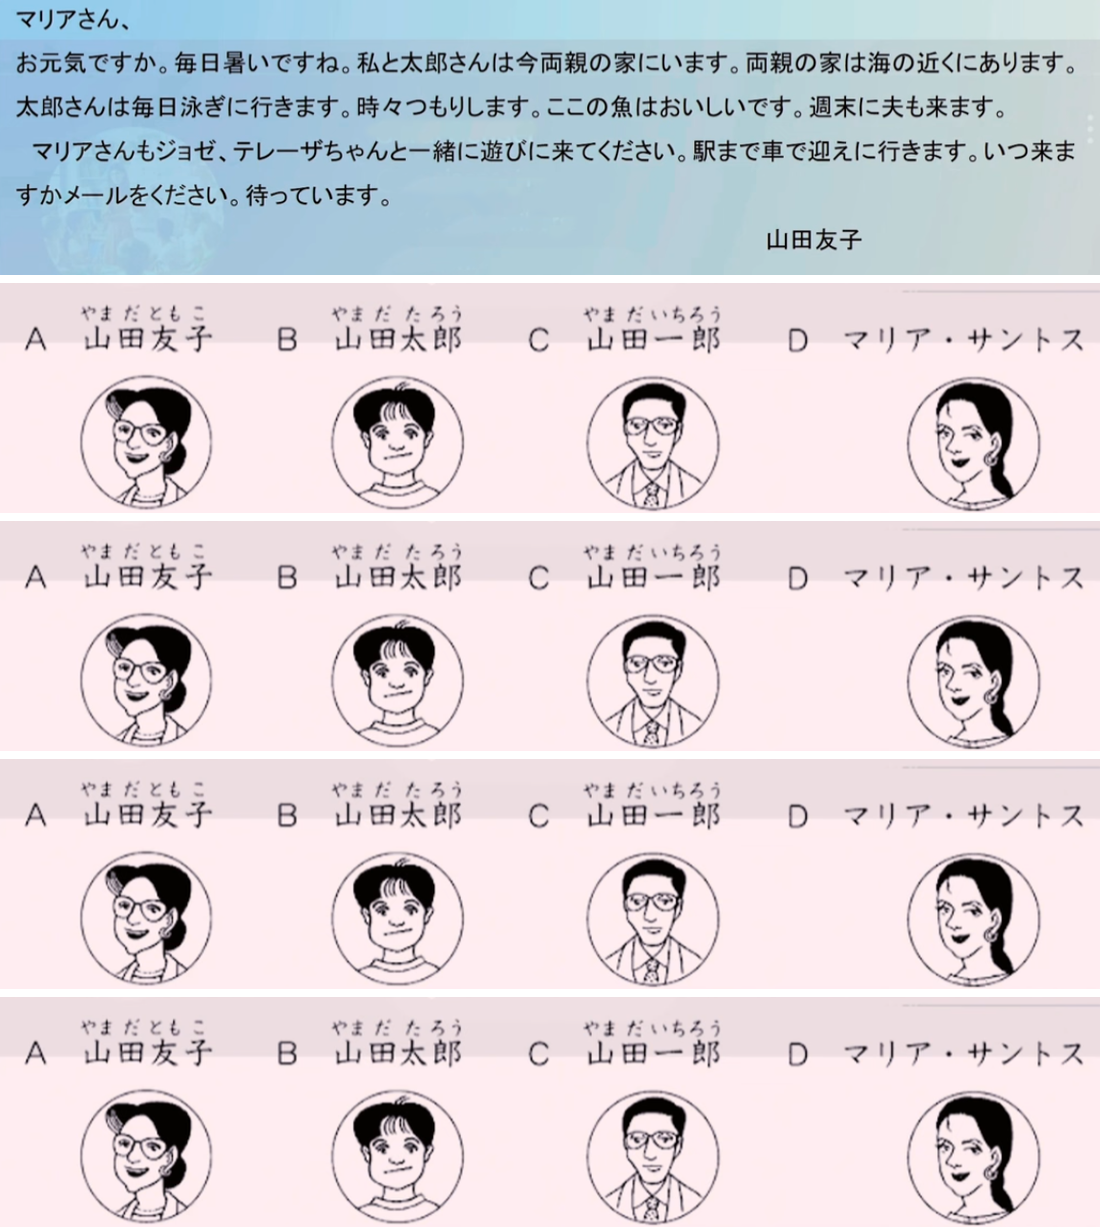 マリアさん、
お元気ですか。毎日暑いですね。私と太郎さんは今両親の家にいます。両親の家は海の近くにあります。
太郎さんは毎日泳ぎに行きます。時々つもりします。ここの魚はおいしいです。週末に夫も来ます。
マリアさんもジョゼ、テレーザちゃんと一緒に遊びに来てください。駅まで車で迎えに行きます。いつ来ま
すかメールをください。待っています。
山田友子
やまだともこ やまだたろう やまだいちろう
A 山田友子 B 山田太郎 C 山田一郎 D マリア・サントス
やまだともこ やまだたろう やまだいちろう
A 山田友子 B 山田太郎 C 山田一郎 D マリア・サントス
やまだともこ やまだたろう やまだいちろう
A 山田友子 B 山田太郎 C 山田一郎 D マリア・サントス
やまだともこ やまだたろう やまだいちろう
A 山田友子 B 山田太郎 C 山田一郎 D マリア・サントス